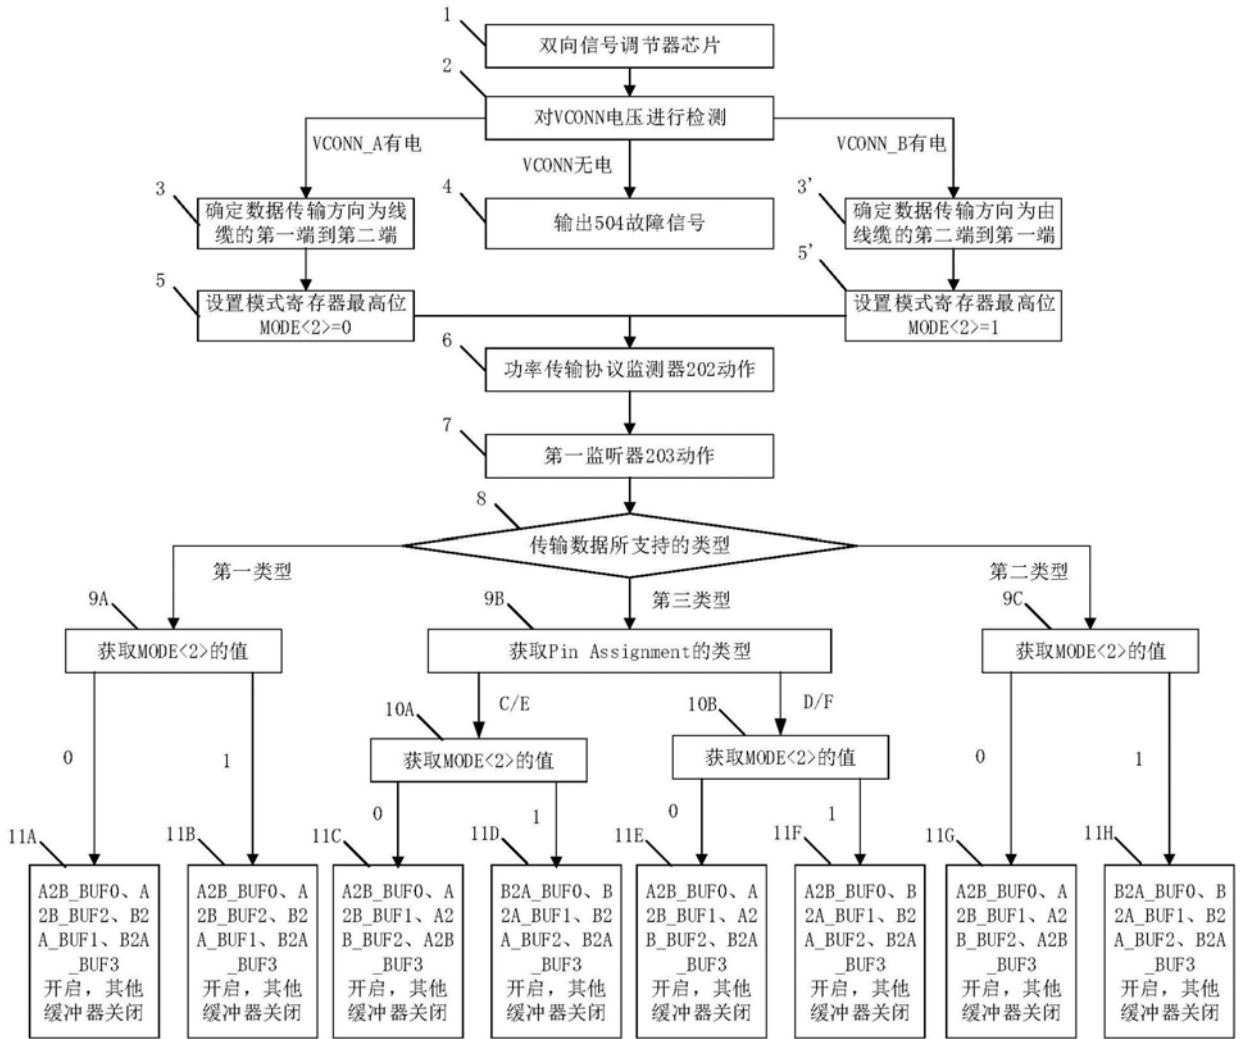 1
双向信号调节器芯片
2
对VCONN电压进行检测
VCONN_A有电
VCONN无电
VCONN_B有电
3
确定数据传输方向为线
缆的第一端到第二端
4
输出504故障信号
3'
确定数据传输方向为由
线缆的第二端到第一端
5
设置模式寄存器最高位
MODE<2>=0
5'
设置模式寄存器最高位
MODE<2>=1
6
功率传输协议监测器202动作
7
第一监听器203动作
8
传输数据所支持的类型
第一类型
第三类型
第二类型
9A
获取MODE<2>的值
9B
获取Pin Assignment的类型
9C
获取MODE<2>的值
C/E
D/F
10A
获取MODE<2>的值
10B
获取MODE<2>的值
0
1
0
1
0
1
0
1
11A
A2B_BUF0、A
2B_BUF2、B2
A_BUF1、B2A
_BUF3
开启，其他
缓冲器关闭
11B
A2B_BUF0、A
2B_BUF2、B2
A_BUF1、B2A
_BUF3
开启，其他
缓冲器关闭
11C
A2B_BUF0、A
2B_BUF1、A2
B_BUF2、A2B
_BUF3
开启，其他
缓冲器关闭
11D
B2A_BUF0、B
2A_BUF1、B2
A_BUF2、B2A
_BUF3
开启，其他
缓冲器关闭
11E
A2B_BUF0、A
2B_BUF1、A2
B_BUF2、B2A
_BUF3
开启，其他
缓冲器关闭
11F
A2B_BUF0、B
2A_BUF1、B2
A_BUF2、B2A
_BUF3
开启，其他
缓冲器关闭
11G
A2B_BUF0、A
2B_BUF1、A2
B_BUF2、A2B
_BUF3
开启，其他
缓冲器关闭
11H
B2A_BUF0、B
2A_BUF1、B2
A_BUF2、B2A
_BUF3
开启，其他
缓冲器关闭